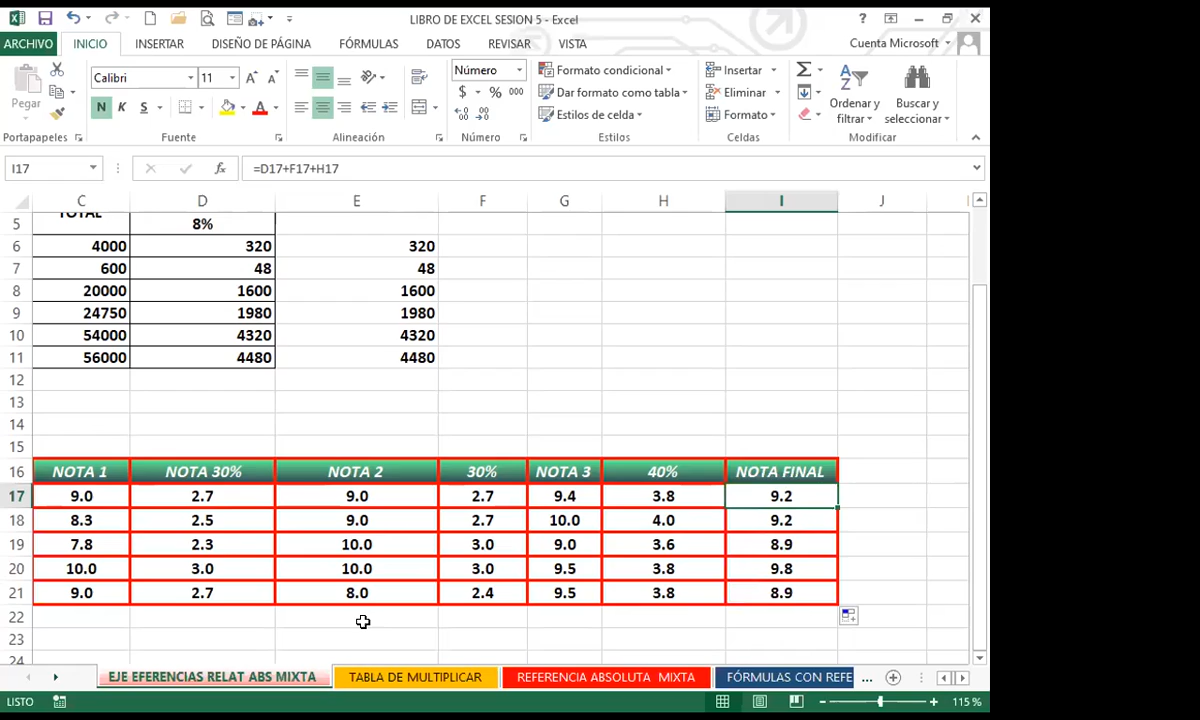 LIBRO DE EXCEL SESION 5 - Excel
ARCHIVO INICIO INSERTAR DISEÑO DE PÁGINA FÓRMULAS DATOS REVISAR VISTA Cuenta Microsoft
Calibri 11 Número Formato condicional Insertar
Pegar N K S $ % 000 Dar formato como tabla Eliminar Ordenar y filtrar Buscar y seleccionar
Estilos de celda Formato
Portapapeles Fuente Alineación Número Estilos Celdas Modificar
I17 fx =D17+F17+H17
C D E F G H I J
TOTAL
5 8%
6 4000 320 320
7 600 48 48
8 20000 1600 1600
9 24750 1980 1980
10 54000 4320 4320
11 56000 4480 4480
12
13
14
15
16 NOTA 1 NOTA 30% NOTA 2 30% NOTA 3 40% NOTA FINAL
17 9.0 2.7 9.0 2.7 9.4 3.8 9.2
18 8.3 2.5 9.0 2.7 10.0 4.0 9.2
19 7.8 2.3 10.0 3.0 9.0 3.6 8.9
20 10.0 3.0 10.0 3.0 9.5 3.8 9.8
21 9.0 2.7 8.0 2.4 9.5 3.8 8.9
22
23
24
EJE EFERENCIAS RELAT ABS MIXTA TABLA DE MULTIPLICAR REFERENCIA ABSOLUTA MIXTA FÓRMULAS CON REFE ...
LISTO 115 %